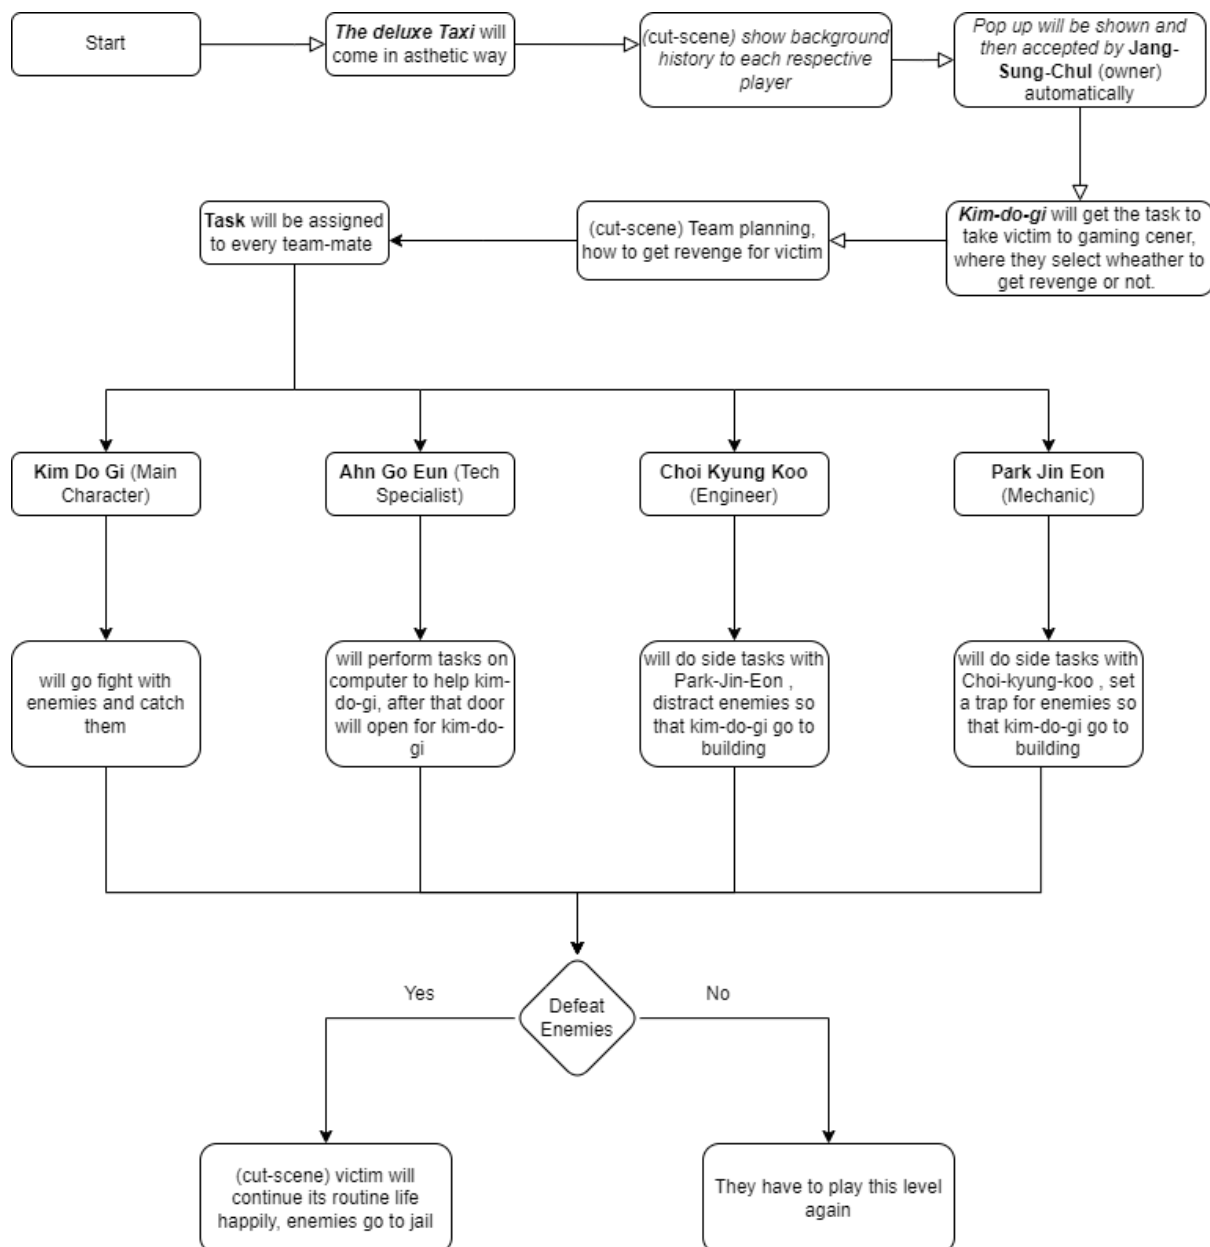 Start
The deluxe Taxi will
come in asthetic way
(cut-scene) show background
history to each respective
player
Pop up will be shown and
then accepted by Jang-
Sung-Chul (owner)
automatically
Task will be assigned
to every team-mate
(cut-scene) Team planning,
how to get revenge for victim
Kim-do-gi will get the task to
take victim to gaming cener,
where they select wheather to
get revenge or not.
Kim Do Gi (Main
Character)
Ahn Go Eun (Tech
Specialist)
Choi Kyung Koo
(Engineer)
Park Jin Eon
(Mechanic)
will go fight with
enemies and catch
them
will perform tasks on
computer to help kim-
do-gi, after that door
will open for kim-do-
gi
will do side tasks with
Park-Jin-Eon , 
distract enemies so
that kim-do-gi go to
building
will do side tasks with
Choi-kyung-koo , set
a trap for enemies so
that kim-do-gi go to
building
Yes
Defeat
Enemies
No
(cut-scene) victim will
continue its routine life
happily, enemies go to jail
They have to play this level
again